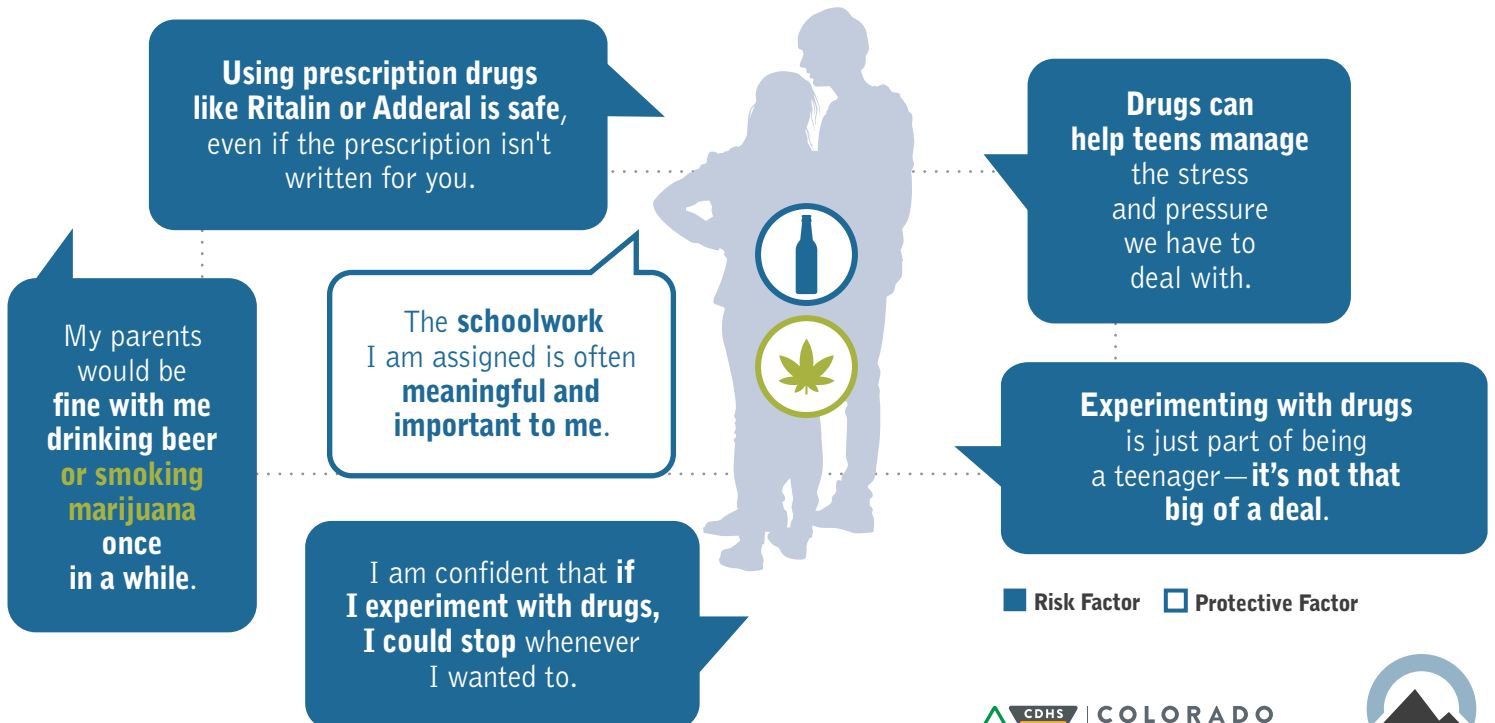 Using prescription drugs
like Ritalin or Adderal is safe,
even if the prescription isn't
written for you.
Drugs can
help teens manage
the stress
and pressure
we have to
deal with.
My parents
would be
fine with me
drinking beer
or smoking
marijuana
once
in a while.
The schoolwork
I am assigned is often
meaningful and
important to me.
Experimenting with drugs
is just part of being
a teenager—it’s not that
big of a deal.
I am confident that if
I experiment with drugs,
I could stop whenever
I wanted to.
Risk Factor
Protective Factor
CDHS
COLORADO